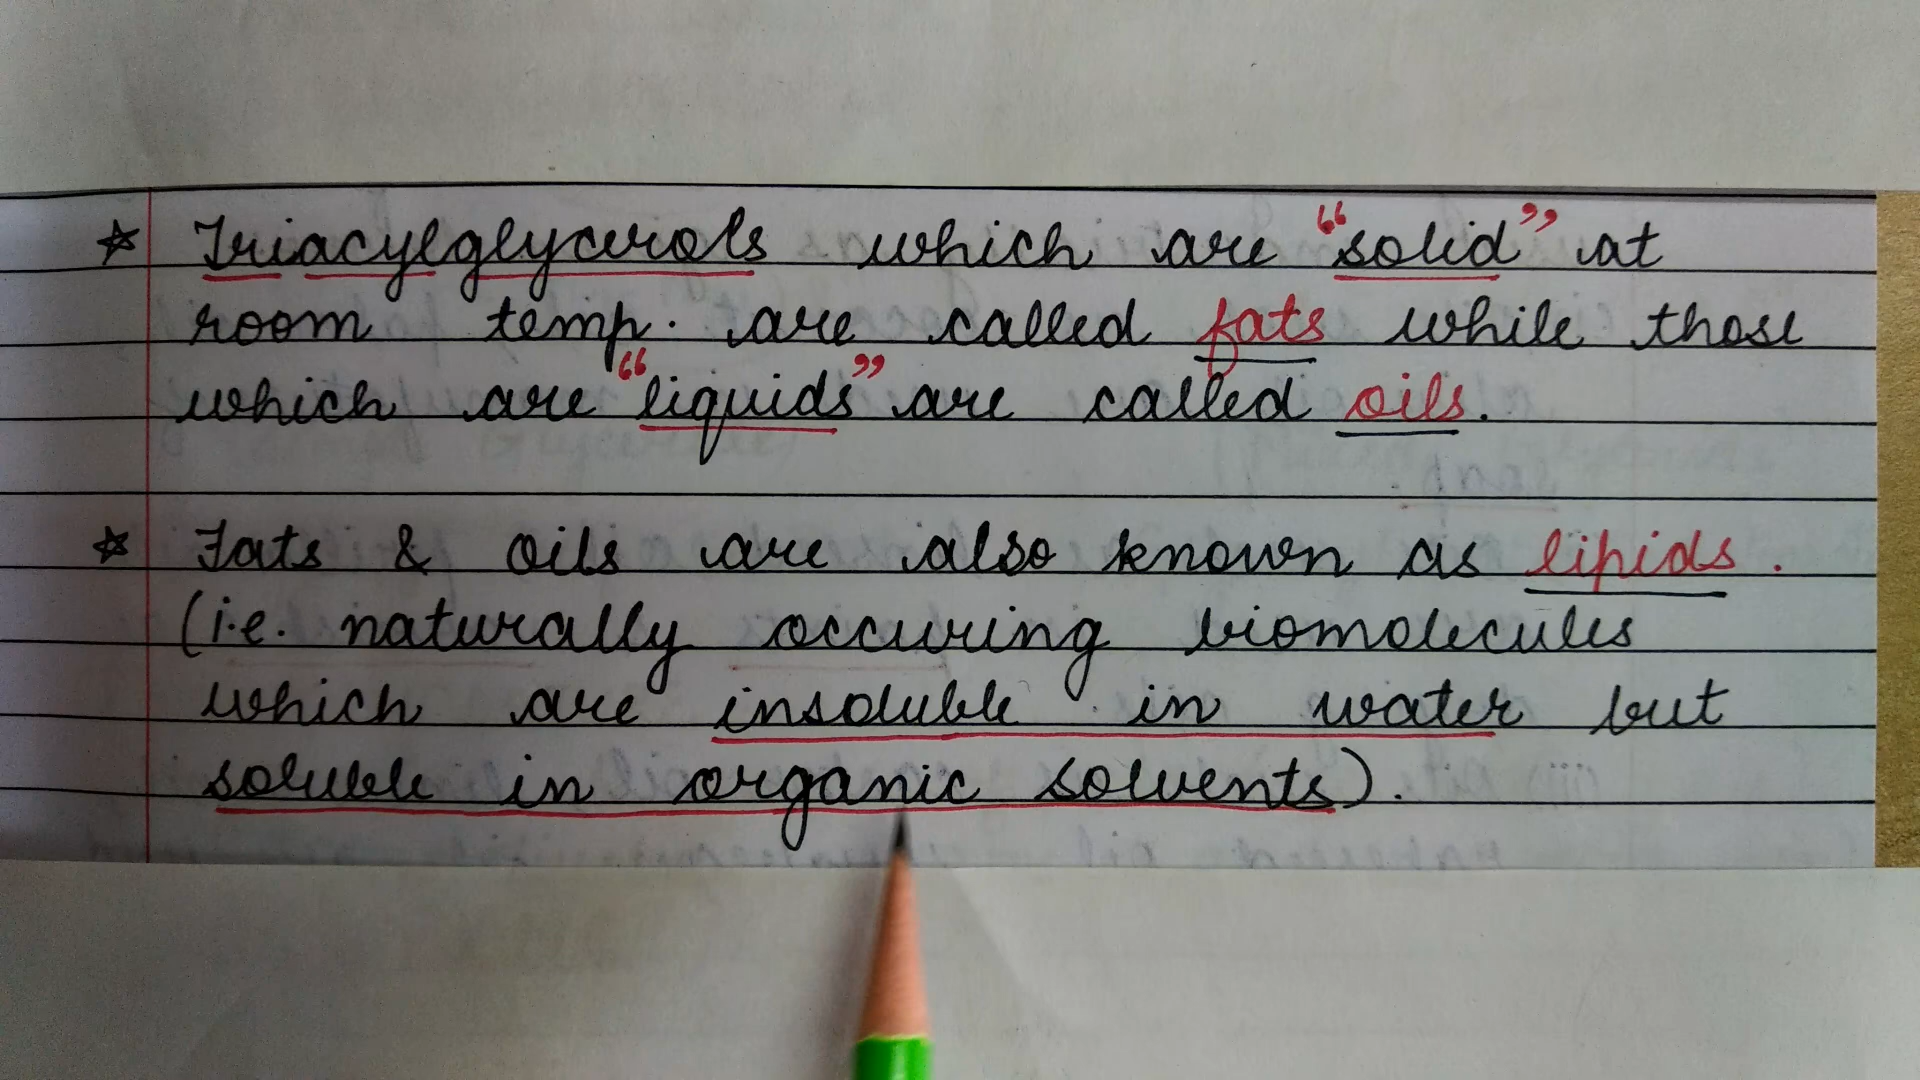 ☆ Triacylglycerols which are "solid" at
room temp. are called fats while those
which are "liquids" are called oils.
☆ Fats & Oils are also known as lipids.
(i.e. naturally occuring biomolecules
which are insoluble in water but
soluble in organic solvents).